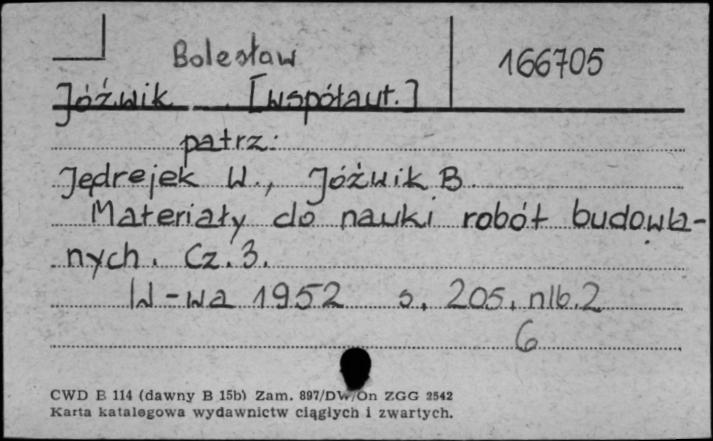 Bolesław
166705
Jóźwik [współaut.]
patrz:
Jędrejek W., Jóźwik B.
Materiały do nauki robót budowla-
nych. Cz. 3.
W-wa 1952 s. 205, nlb. 2
6
CWD B 114 (dawny B 15b) Zam. 897/DW/On ZGG 2542
Karta katalogowa wydawnictw ciągłych i zwartych.